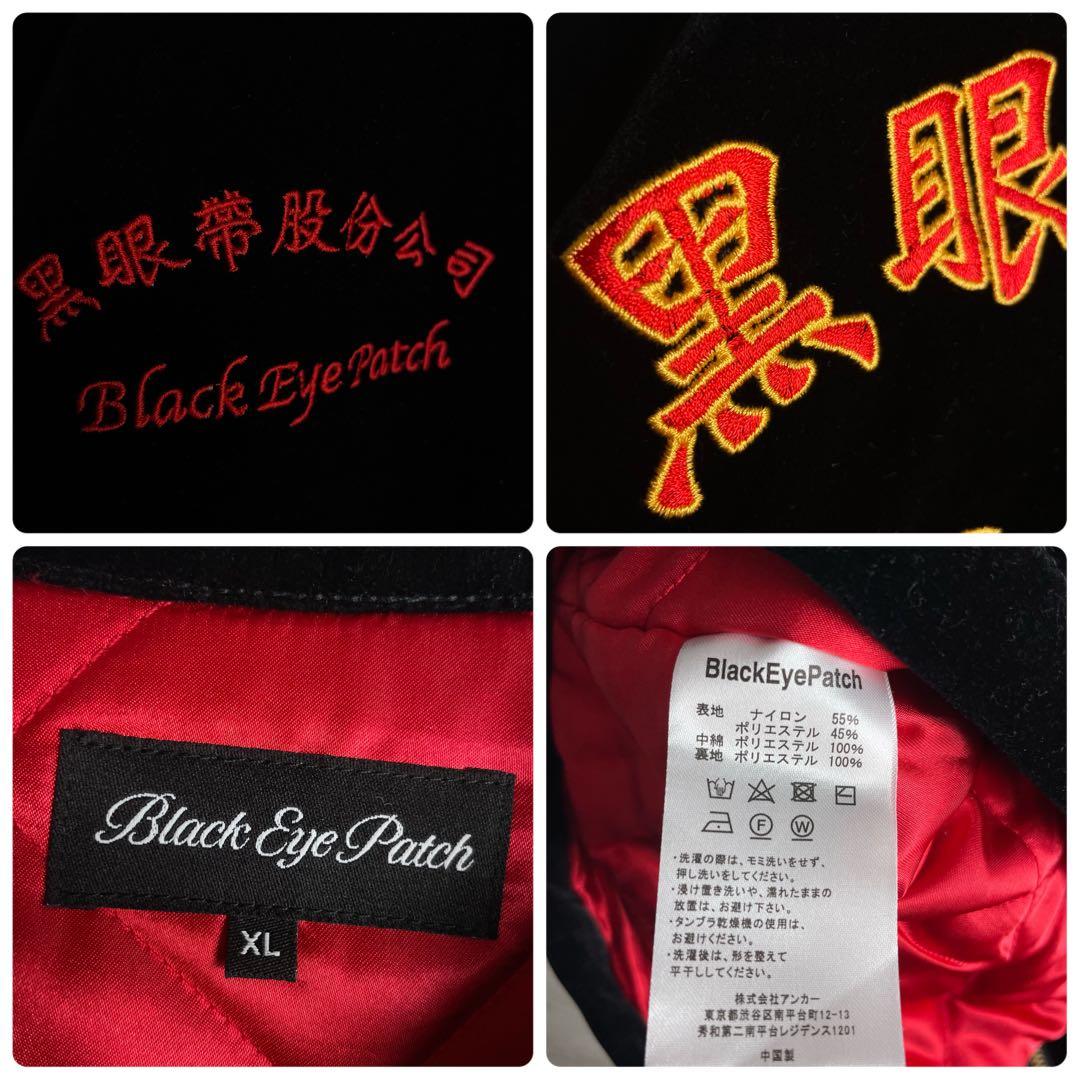 黑眼帶股份公司
Black Eye Patch
黑眼
Black Eye Patch
XL
BlackEyePatch
表地 ナイロン 55%
ポリエステル 45%
中綿 ポリエステル 100%
裏地 ポリエステル 100%
F W
・洗濯の際は、モミ洗いをせず、
押し洗いをしてください。
・浸け置き洗いや、濡れたままの
放置は、お避け下さい。
・タンブラ乾燥機の使用は、
お避けください。
・洗濯後は、形を整えて
平干ししてください。
株式会社アンカー
東京都渋谷区南平台町12-13
秀和第二南平台レジデンス1201
中国製